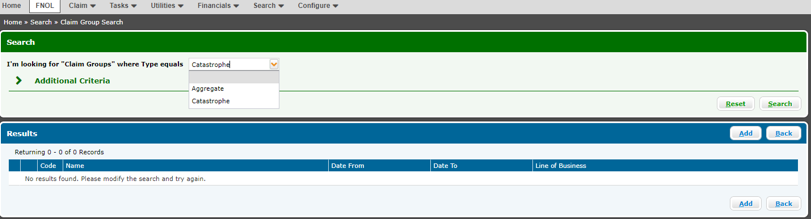 Home FNOL Claim Tasks Utilities Financials Search Configure
Home » Search » Claim Group Search
Search
I'm looking for "Claim Groups" where Type equals Catastrophe
Additional Criteria
Aggregate
Catastrophe
Reset Search
Results Add Back
Returning 0 - 0 of 0 Records
Code Name Date From Date To Line of Business
No results found. Please modify the search and try again.
Add Back